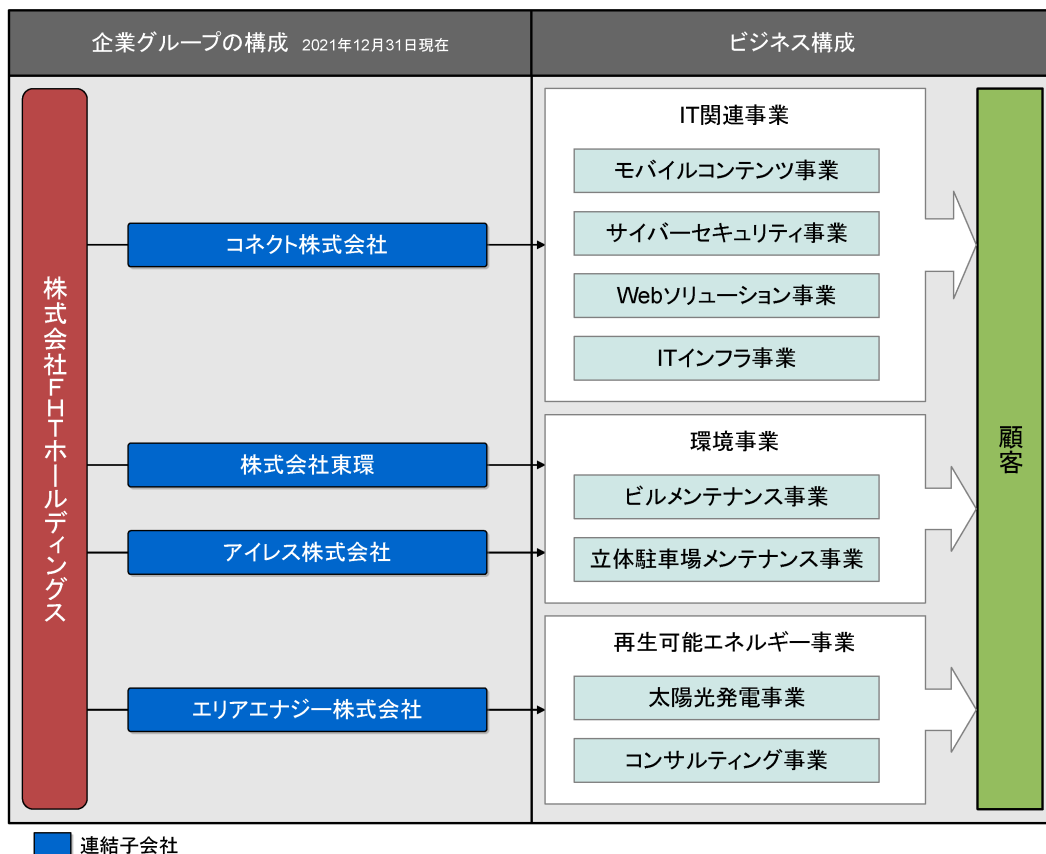 企業グループの構成 2021年12月31日現在
ビジネス構成
株式会社FHTホールディングス
コネクト株式会社
株式会社東環
アイレス株式会社
エリアエナジー株式会社
IT関連事業
モバイルコンテンツ事業
サイバーセキュリティ事業
Webソリューション事業
ITインフラ事業
環境事業
ビルメンテナンス事業
立体駐車場メンテナンス事業
再生可能エネルギー事業
太陽光発電事業
コンサルティング事業
顧客
連結子会社